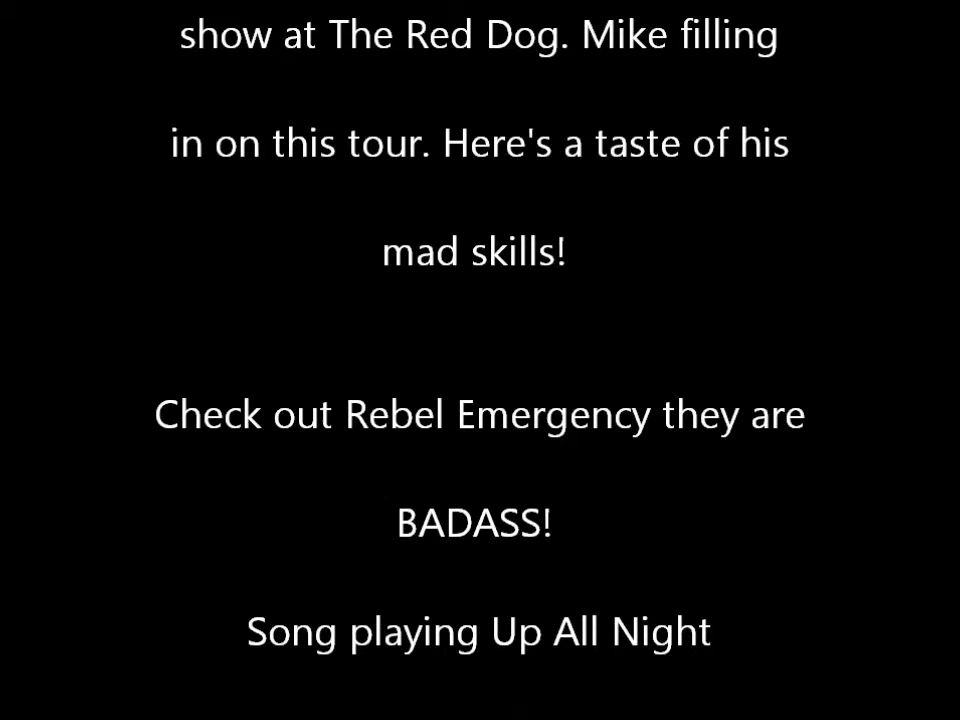 show at The Red Dog. Mike filling
in on this tour. Here's a taste of his
mad skills!
Check out Rebel Emergency they are
BADASS!
Song playing Up All Night